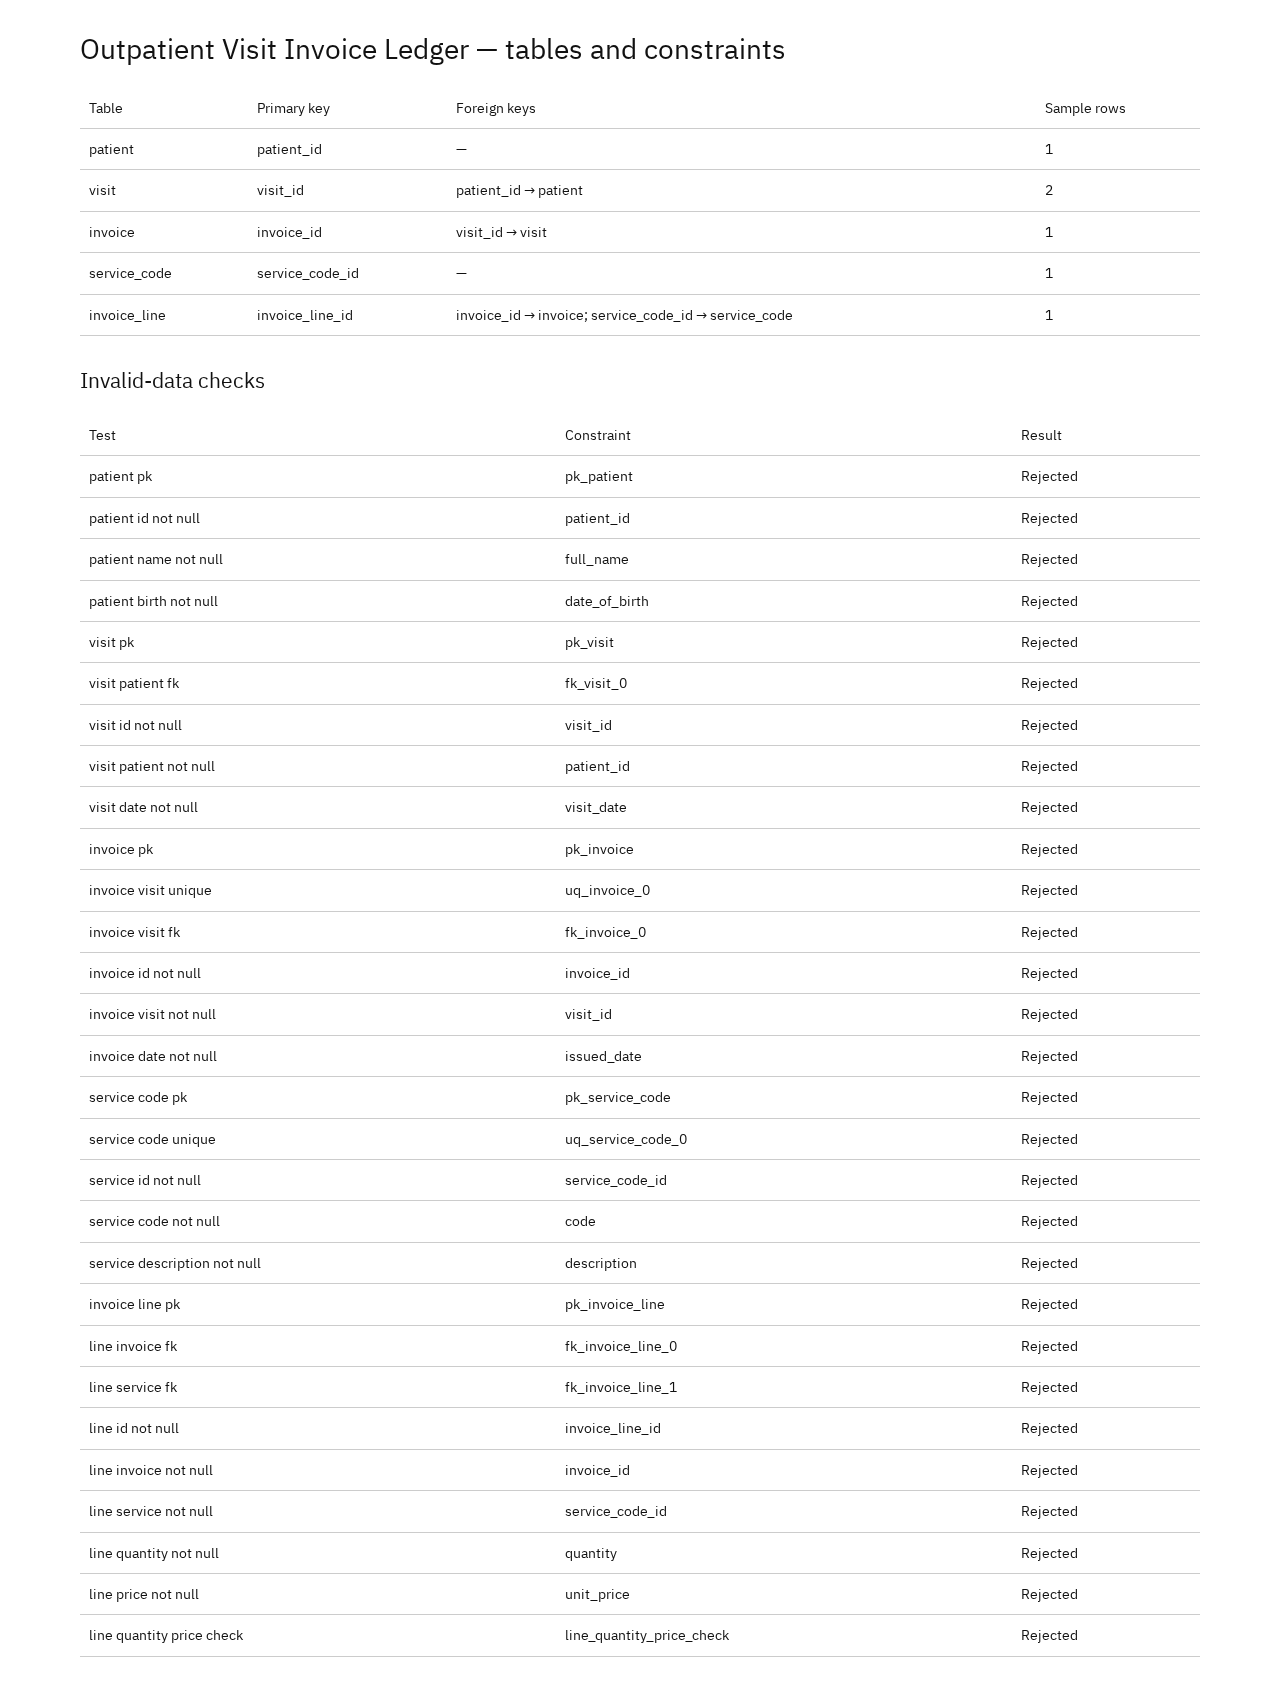 Outpatient Visit Invoice Ledger — tables and constraints
Table Primary key Foreign keys Sample rows
patient patient_id — 1
visit visit_id patient_id → patient 2
invoice invoice_id visit_id → visit 1
service_code service_code_id — 1
invoice_line invoice_line_id invoice_id → invoice; service_code_id → service_code 1
Invalid-data checks
Test Constraint Result
patient pk pk_patient Rejected
patient id not null patient_id Rejected
patient name not null full_name Rejected
patient birth not null date_of_birth Rejected
visit pk pk_visit Rejected
visit patient fk fk_visit_0 Rejected
visit id not null visit_id Rejected
visit patient not null patient_id Rejected
visit date not null visit_date Rejected
invoice pk pk_invoice Rejected
invoice visit unique uq_invoice_0 Rejected
invoice visit fk fk_invoice_0 Rejected
invoice id not null invoice_id Rejected
invoice visit not null visit_id Rejected
invoice date not null issued_date Rejected
service code pk pk_service_code Rejected
service code unique uq_service_code_0 Rejected
service id not null service_code_id Rejected
service code not null code Rejected
service description not null description Rejected
invoice line pk pk_invoice_line Rejected
line invoice fk fk_invoice_line_0 Rejected
line service fk fk_invoice_line_1 Rejected
line id not null invoice_line_id Rejected
line invoice not null invoice_id Rejected
line service not null service_code_id Rejected
line quantity not null quantity Rejected
line price not null unit_price Rejected
line quantity price check line_quantity_price_check Rejected